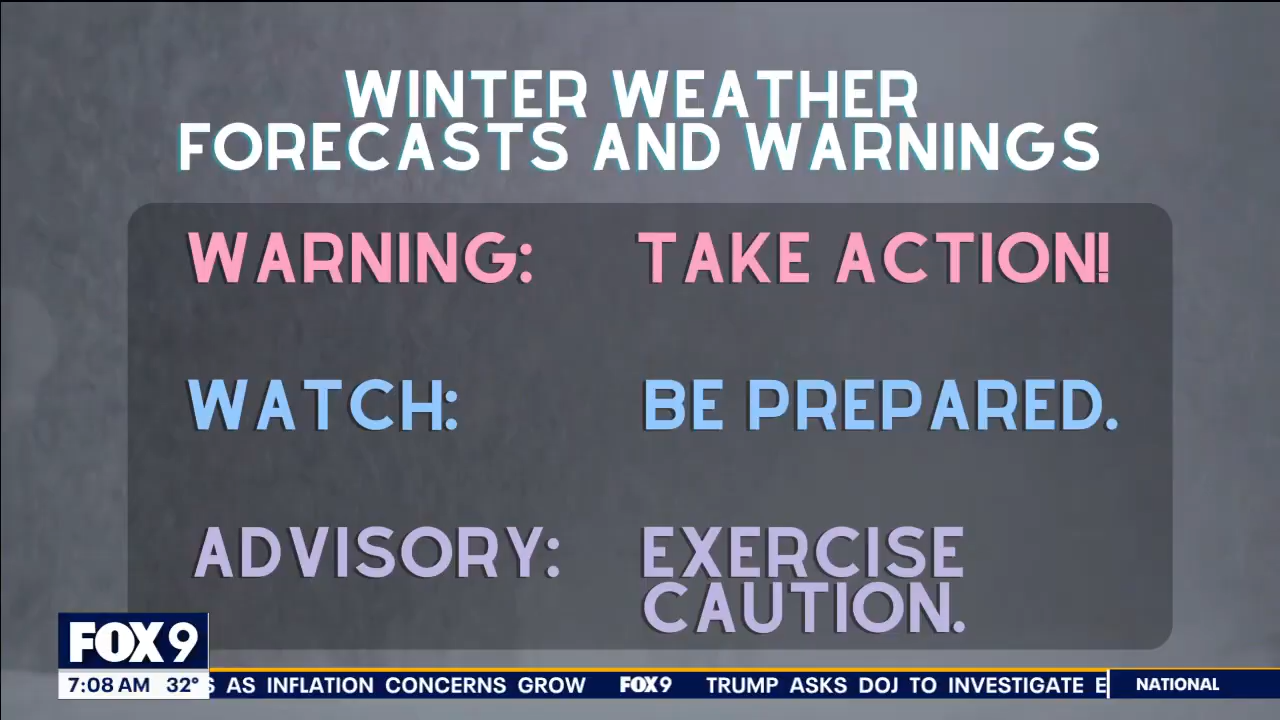 WINTER WEATHER
FORECASTS AND WARNINGS
WARNING: TAKE ACTION!
WATCH: BE PREPARED.
ADVISORY: EXERCISE
CAUTION.
FOX 9
7:08 AM 32° AS INFLATION CONCERNS GROW FOX 9 TRUMP ASKS DOJ TO INVESTIGATE NATIONAL